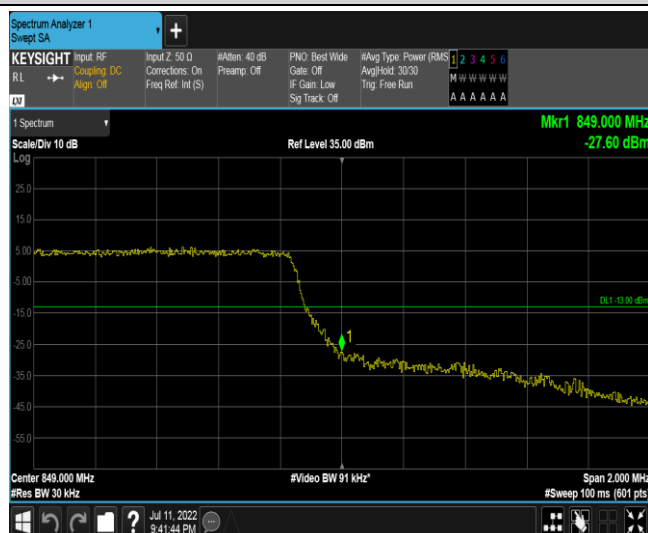 Spectrum Analyzer 1
Swept SA
+
KEYSIGHT
RL
LXI
Input: RF
Coupling: DC
Align: Off
Input Z: 50 Ω
Corrections: On
Freq Ref: Int (S)
#Atten: 40 dB
Preamp: Off
PNO: Best Wide
Gate: Off
IF Gain: Low
Sig Track: Off
#Avg Type: Power (RMS
Avg|Hold: 30/30
Trig: Free Run
1 2 3 4 5 6
M W W W W W
A A A A A A
1 Spectrum
Scale/Div 10 dB
Ref Level 35.00 dBm
Mkr1 849.000 MHz
-27.60 dBm
Log
25.0
15.0
5.00
-5.00
DL1 -13.00 dBm
-15.0
1
-25.0
-35.0
-45.0
-55.0
Center 849.000 MHz
#Video BW 91 kHz*
Span 2.000 MHz
#Res BW 30 kHz
#Sweep 100 ms (601 pts)
?
Jul 11, 2022
9:41:44 PM